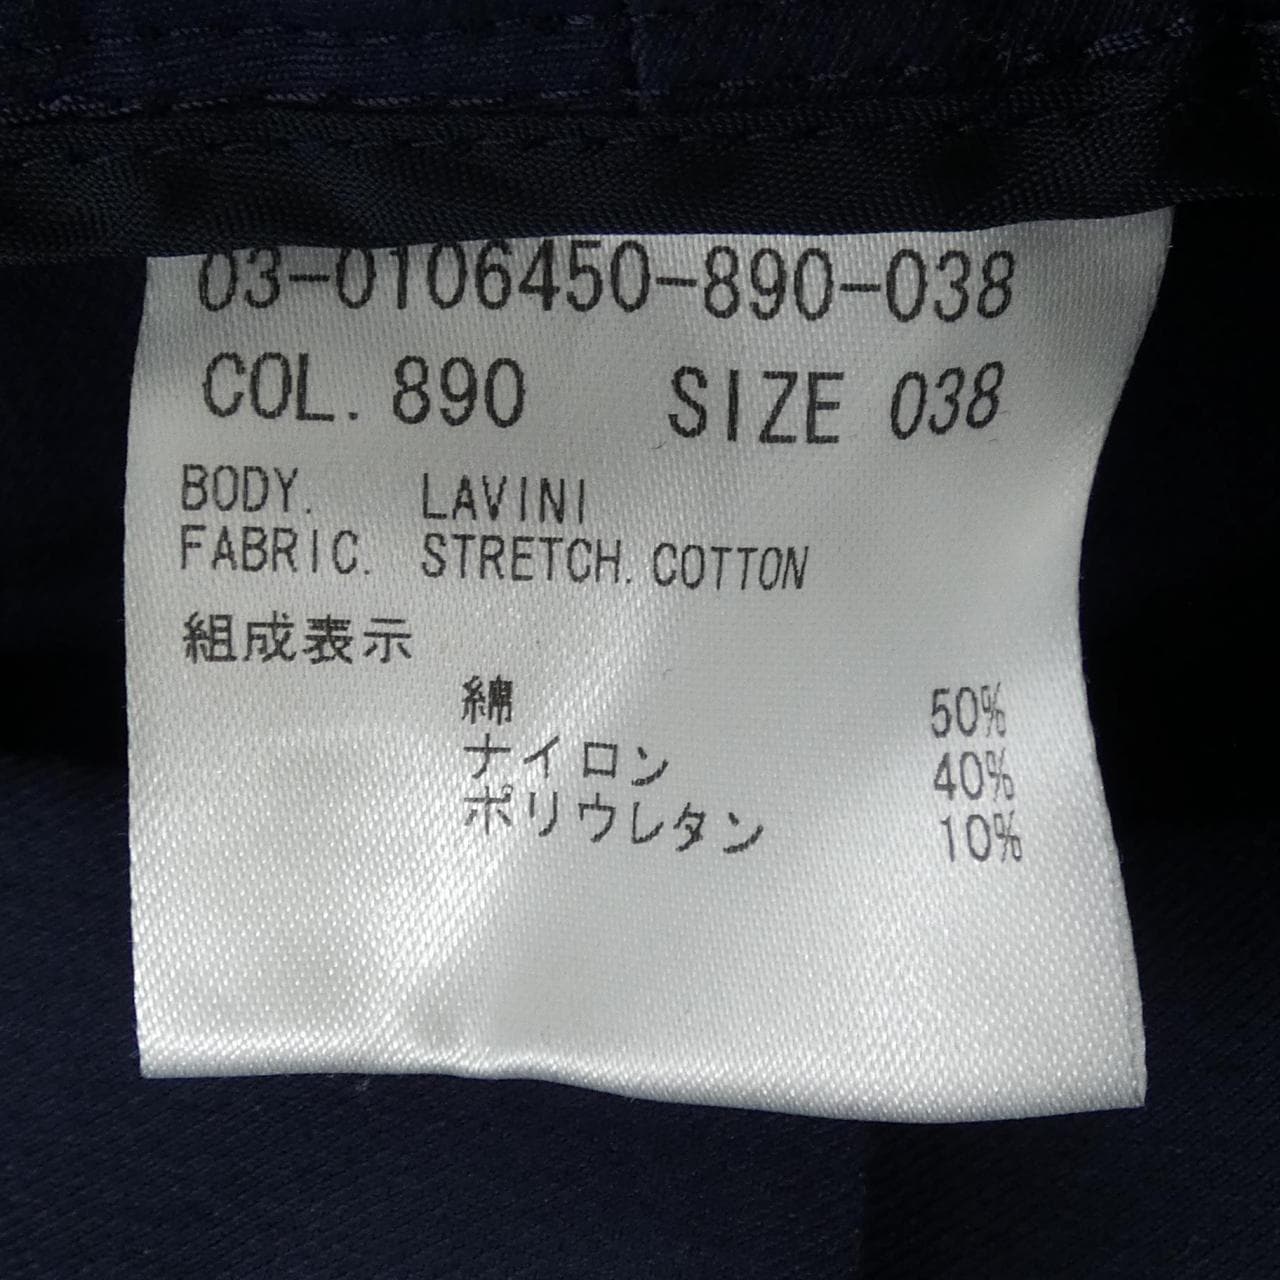 03-0106450-890-038
COL. 890 SIZE 038
BODY. LAVINI
FABRIC. STRETCH. COTTON
組成表示
綿 50%
ナイロン 40%
ポリウレタン 10%